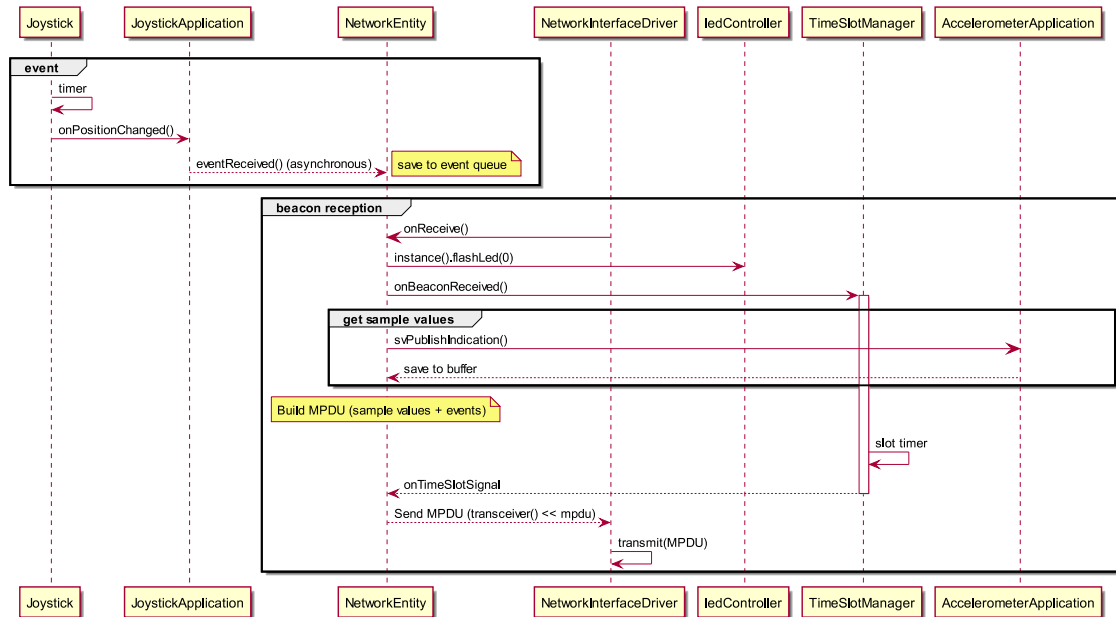 Joystick
JoystickApplication
NetworkEntity
NetworkInterfaceDriver
ledController
TimeSlotManager
AccelerometerApplication
event
timer
onPositionChanged()
eventReceived() (asynchronous)
save to event queue
beacon reception
onReceive()
instance().flashLed(0)
onBeaconReceived()
get sample values
svPublishIndication()
save to buffer
Build MPDU (sample values + events)
slot timer
onTimeSlotSignal
Send MPDU (transceiver() << mpdu)
transmit(MPDU)
Joystick
JoystickApplication
NetworkEntity
NetworkInterfaceDriver
ledController
TimeSlotManager
AccelerometerApplication